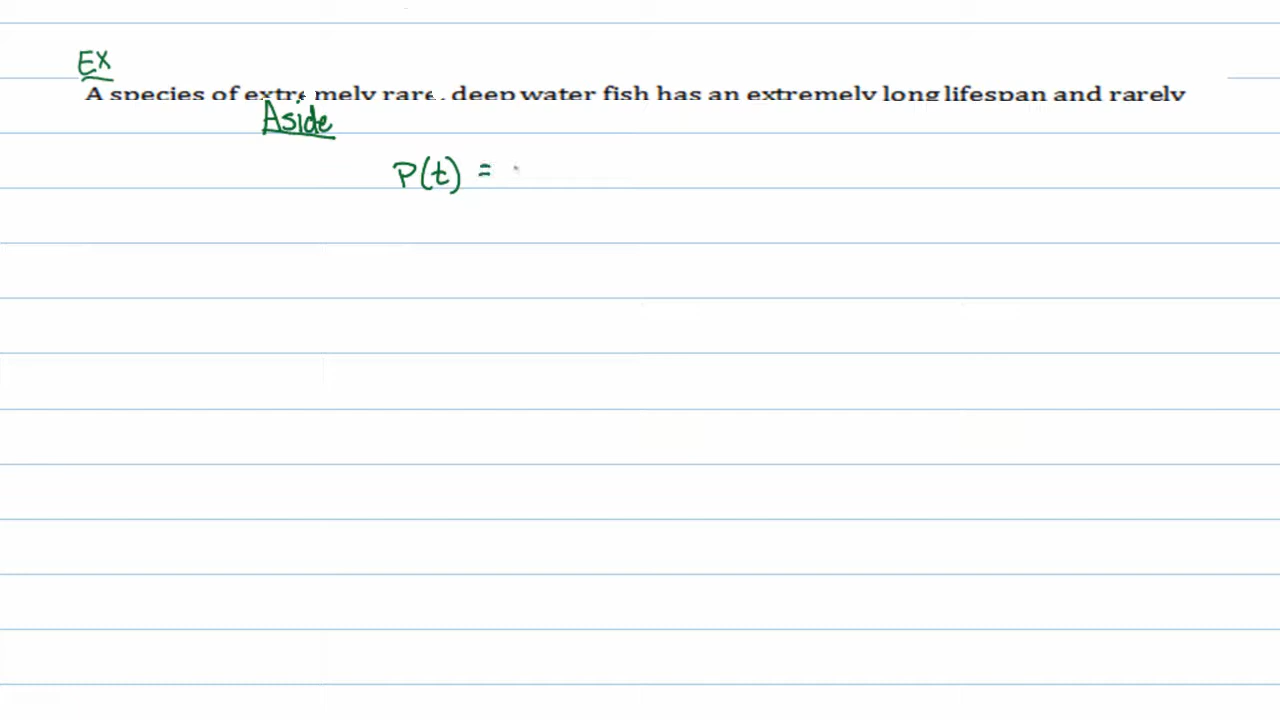 EX
A species of extremely rare, deep water fish has an extremely long lifespan and rarely
Aside
P(t) =